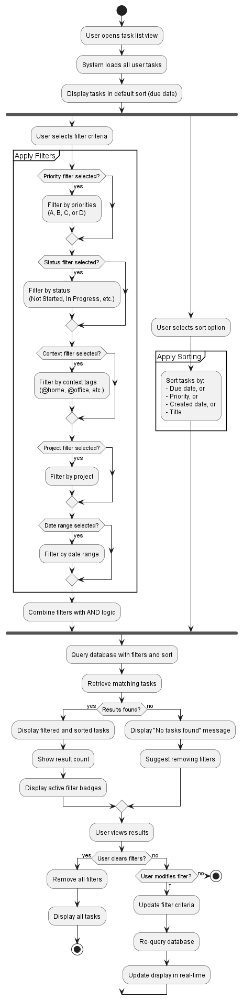 User opens task list view
System loads all user tasks
Display tasks in default sort (due date)
User selects filter criteria
Apply Filters
Priority filter selected?
yes
Filter by priorities
(A, B, C, or D)
Status filter selected?
yes
Filter by status
(Not Started, In Progress, etc.)
Context filter selected?
yes
Filter by context tags
(@home, @office, etc.)
Project filter selected?
yes
Filter by project
Date range selected?
yes
Filter by date range
Combine filters with AND logic
User selects sort option
Apply Sorting
Sort tasks by:
- Due date, or
- Priority, or
- Created date, or
- Title
Query database with filters and sort
Retrieve matching tasks
Results found?
yes
no
Display filtered and sorted tasks
Show result count
Display active filter badges
Display "No tasks found" message
Suggest removing filters
User views results
User clears filters?
yes
no
Remove all filters
Display all tasks
User modifies filter?
no
T
Update filter criteria
Re-query database
Update display in real-time